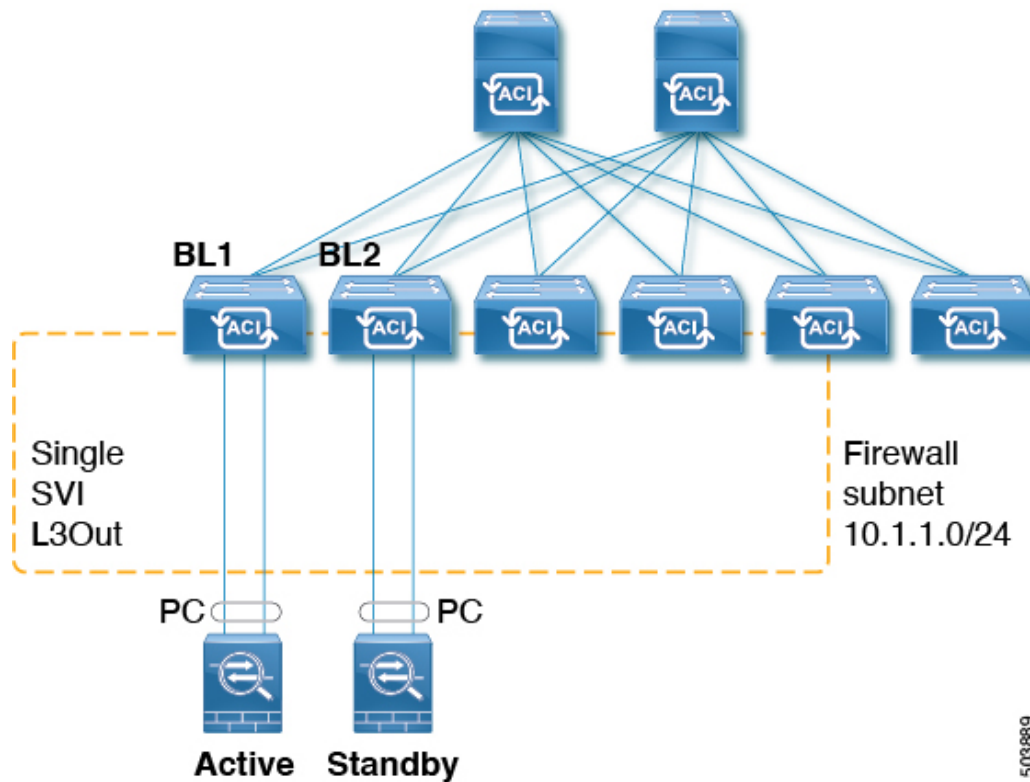 ACI ACI
BL1 BL2
ACI ACI ACI ACI ACI ACI
Single
SVI
L3Out
Firewall
subnet
10.1.1.0/24
PC PC
Active Standby
503889